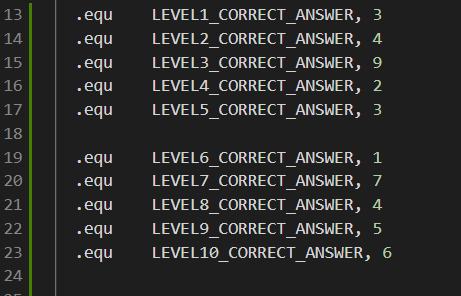 13 .equ LEVEL1_CORRECT_ANSWER, 3
14 .equ LEVEL2_CORRECT_ANSWER, 4
15 .equ LEVEL3_CORRECT_ANSWER, 9
16 .equ LEVEL4_CORRECT_ANSWER, 2
17 .equ LEVEL5_CORRECT_ANSWER, 3
18
19 .equ LEVEL6_CORRECT_ANSWER, 1
20 .equ LEVEL7_CORRECT_ANSWER, 7
21 .equ LEVEL8_CORRECT_ANSWER, 4
22 .equ LEVEL9_CORRECT_ANSWER, 5
23 .equ LEVEL10_CORRECT_ANSWER, 6
24